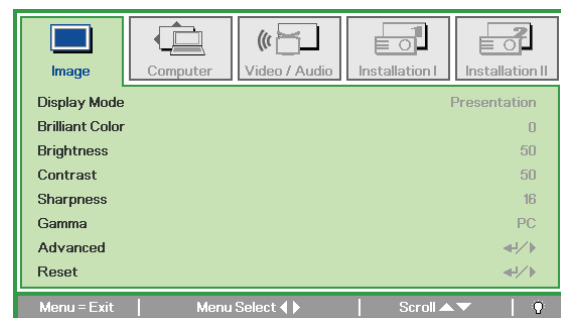 Image Computer Video / Audio Installation I Installation II
Display Mode Presentation
Brilliant Color 0
Brightness 50
Contrast 50
Sharpness 16
Gamma PC
Advanced
Reset
Menu = Exit Menu Select Scroll